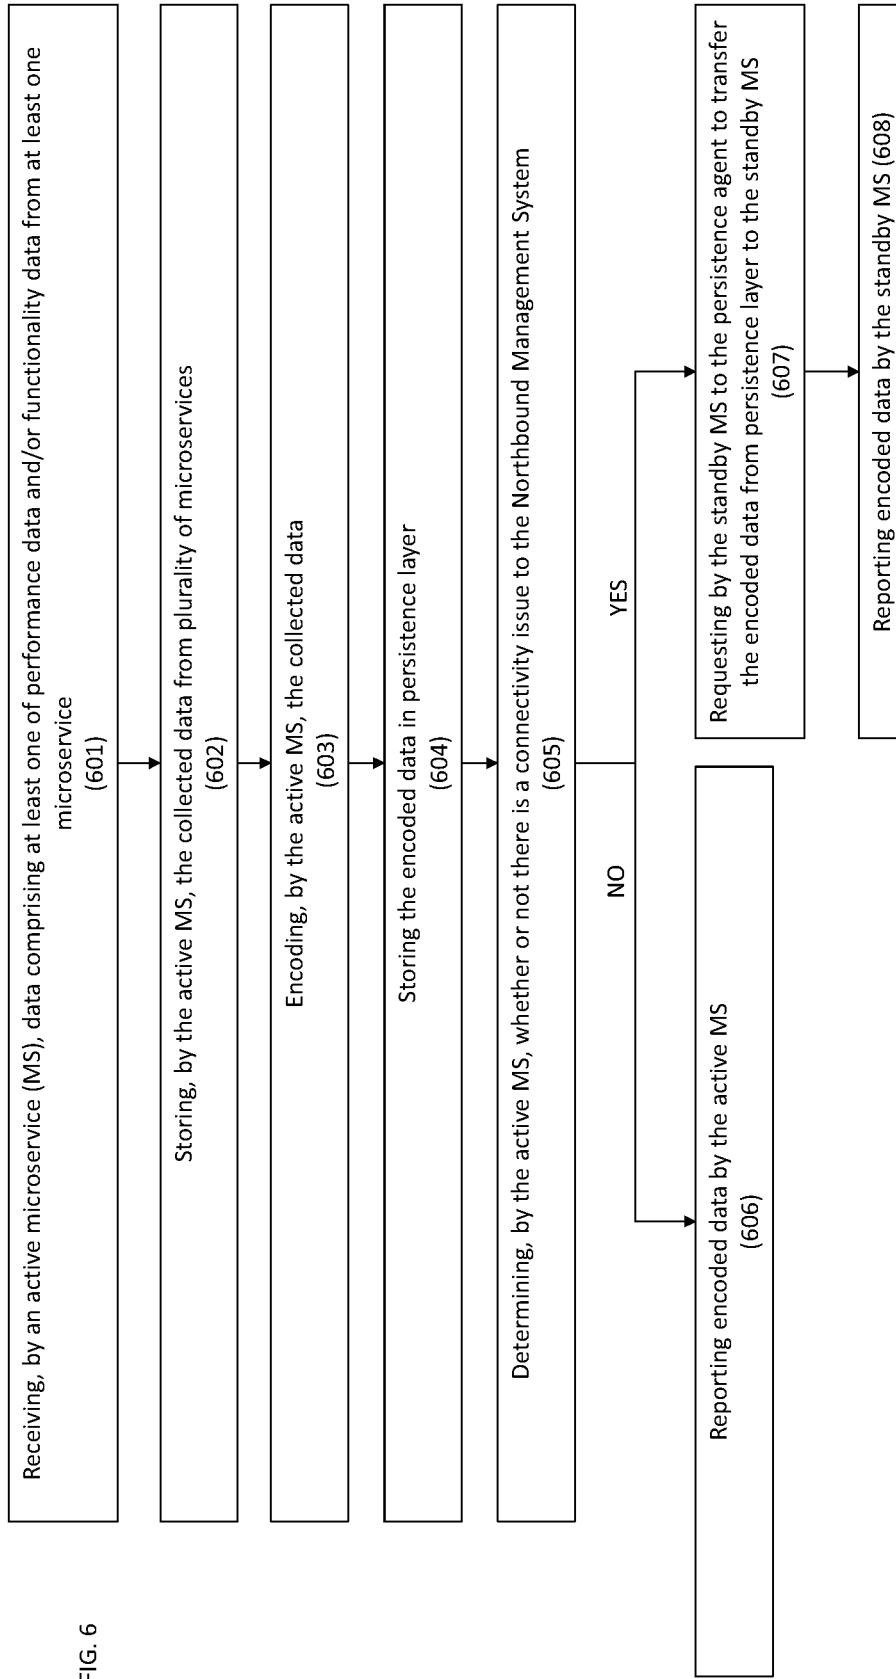 Receiving, by an active microservice (MS), data comprising at least one of performance data and/or functionality data from at least one
microservice
(601)
Storing, by the active MS, the collected data from plurality of microservices
(602)
Encoding, by the active MS, the collected data
(603)
Storing the encoded data in persistence layer
(604)
Determining, by the active MS, whether or not there is a connectivity issue to the Northbound Management System
(605)
NO
YES
Reporting encoded data by the active MS
(606)
Requesting by the standby MS to the persistence agent to transfer
the encoded data from persistence layer to the standby MS
(607)
Reporting encoded data by the standby MS (608)
FIG. 6